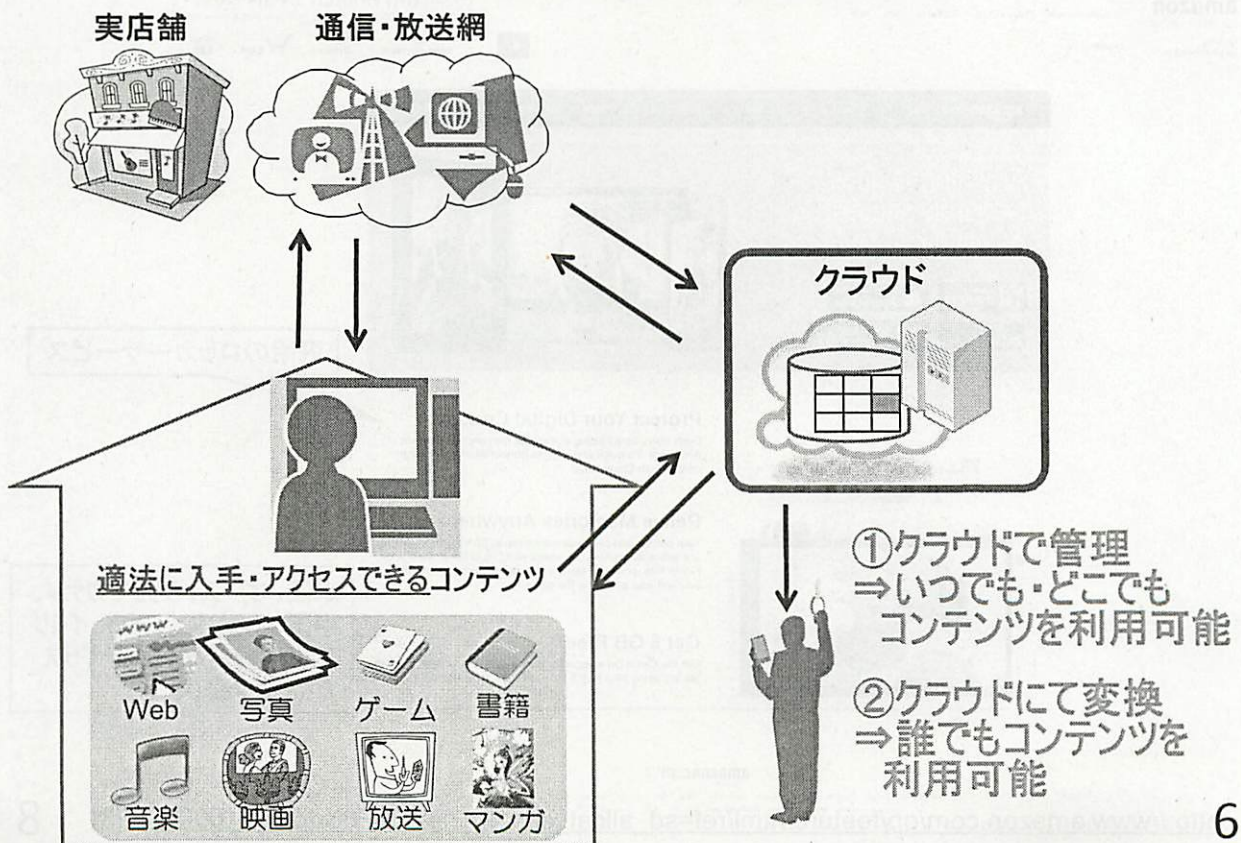 実店舗
通信・放送網
クラウド
適法に入手・アクセスできるコンテンツ
Web
写真
ゲーム
書籍
音楽
映画
放送
マンガ
①クラウドで管理
⇒いつでも・どこでも
コンテンツを利用可能
②クラウドにて変換
⇒誰でもコンテンツを
利用可能
6